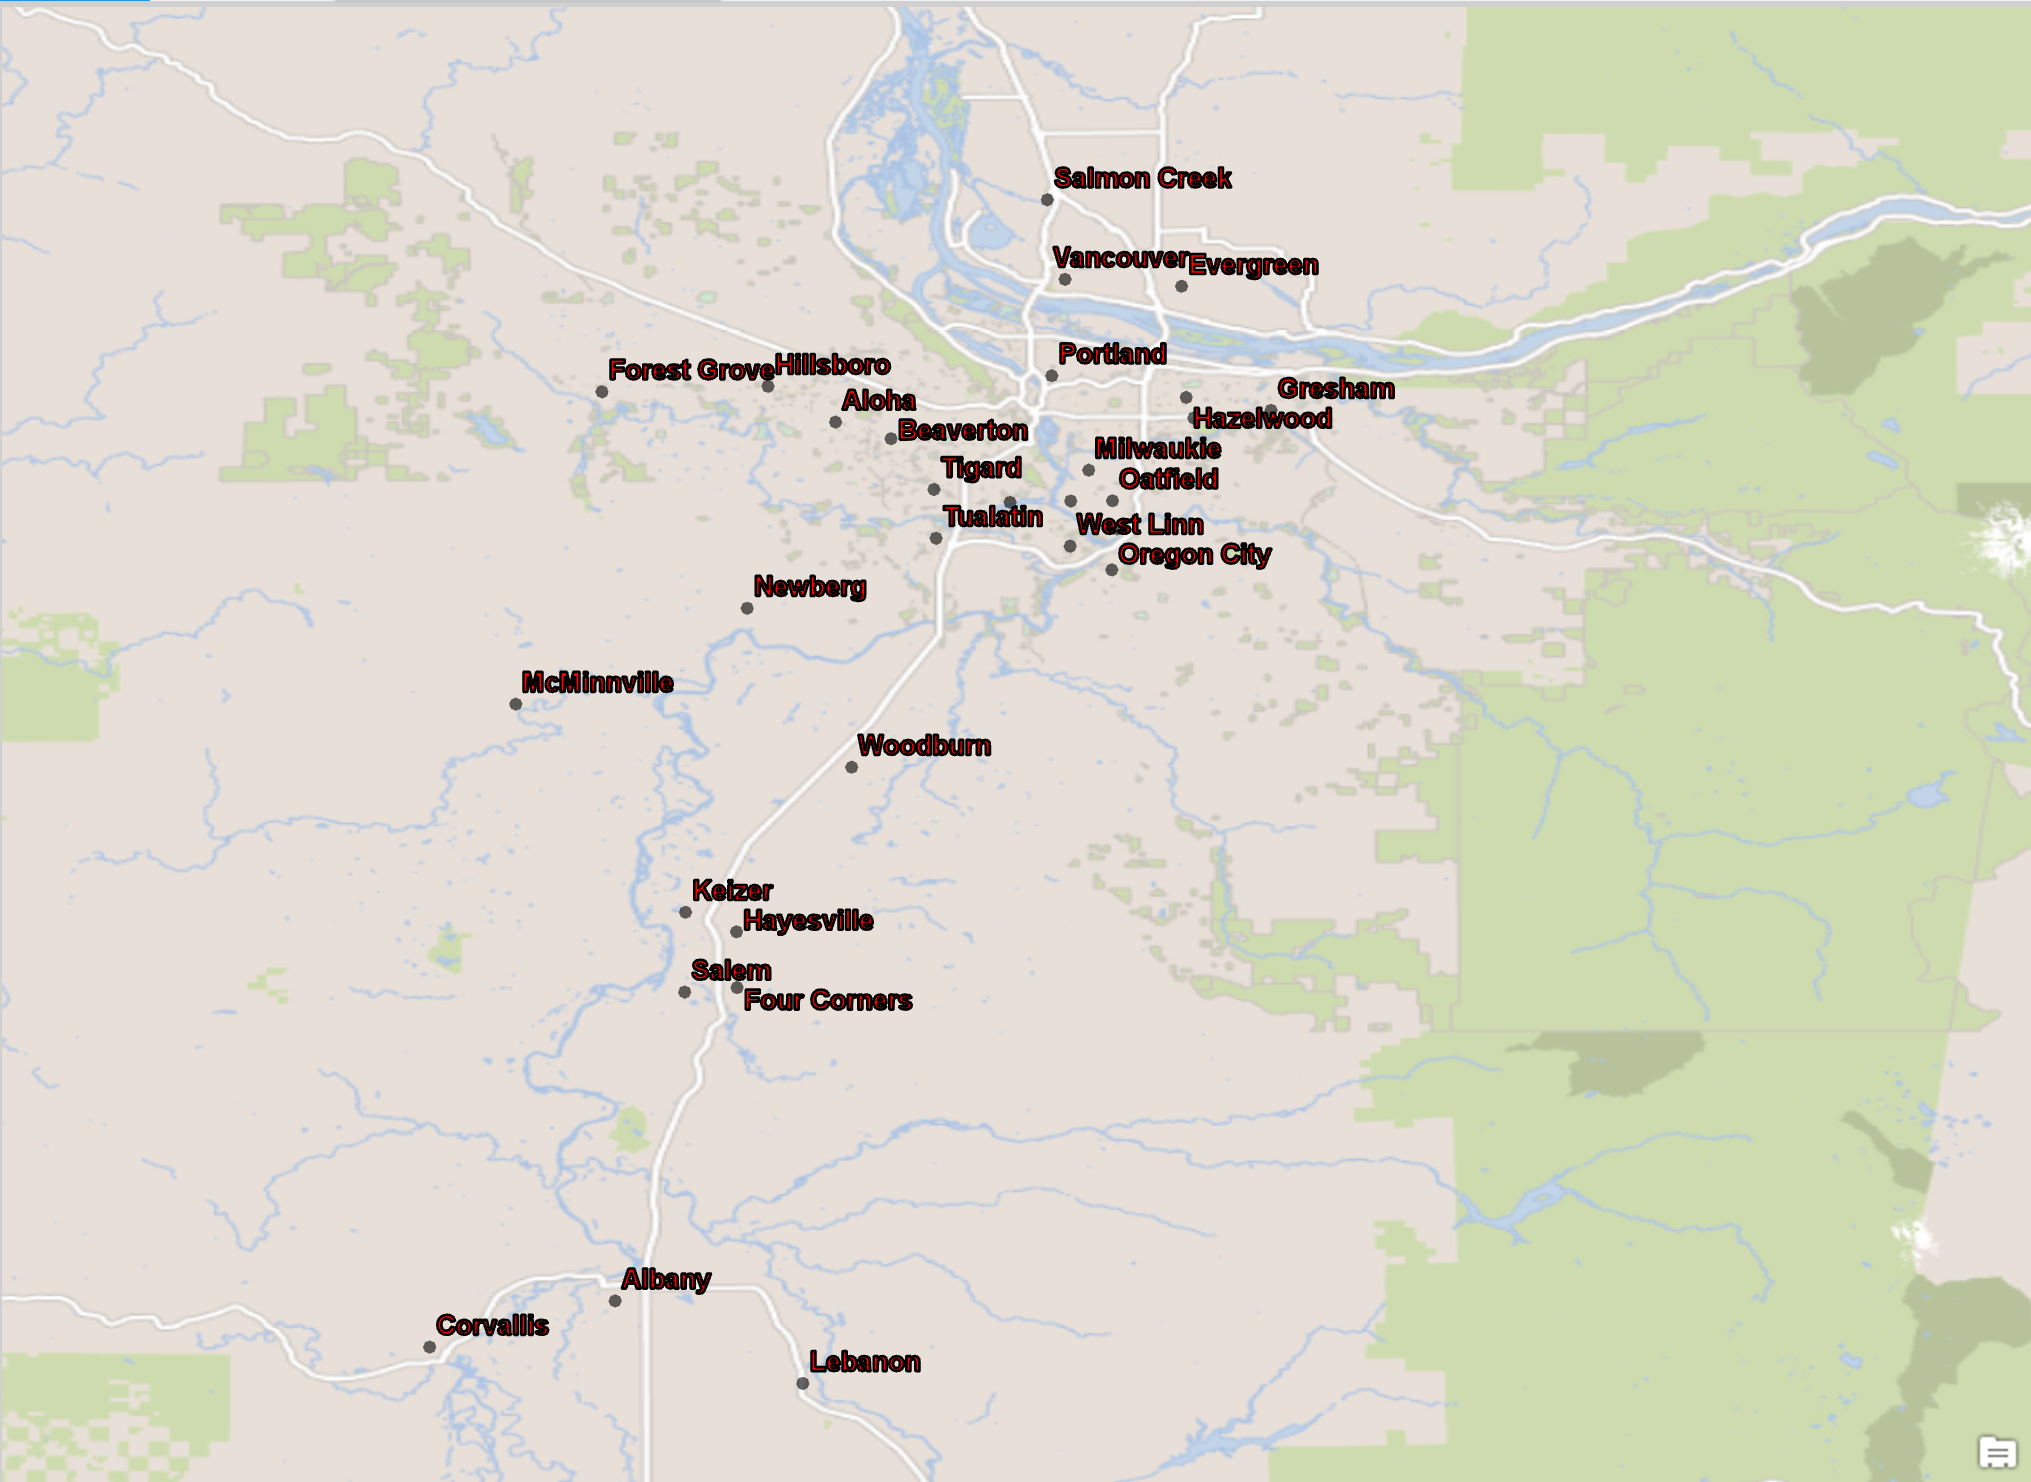 Salmon Creek
Vancouver
Evergreen
Portland
Forest Grove
Hillsboro
Gresham
Aloha
Hazelwood
Beaverton
Milwaukie
Tigard
Oatfield
Tualatin
West Linn
Oregon City
Newberg
McMinnville
Woodburn
Keizer
Hayesville
Salem
Four Corners
Albany
Corvallis
Lebanon